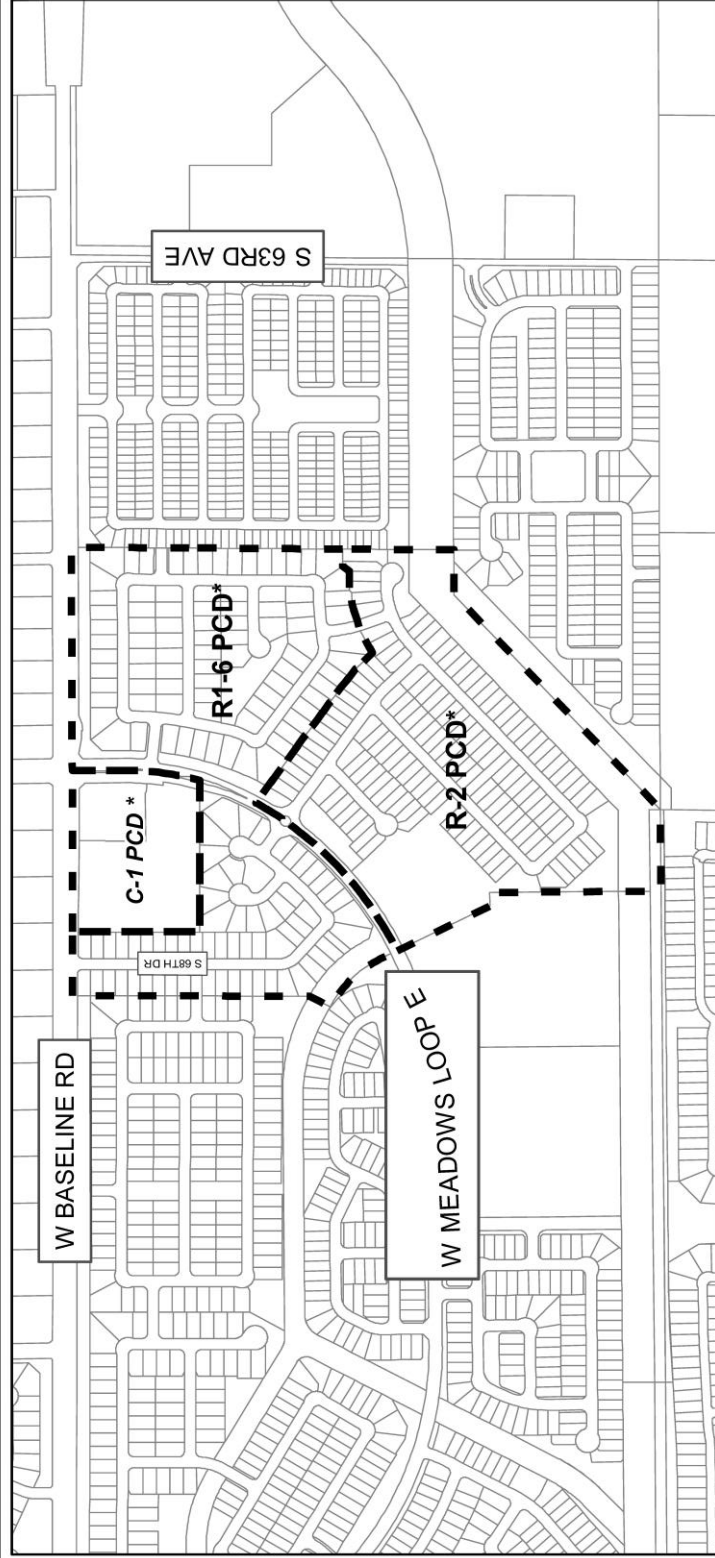 W BASELINE RD
S 68TH DR
C-1 PCD *
R1-6 PCD*
R-2 PCD*
S 63RD AVE
W MEADOWS LOOP E